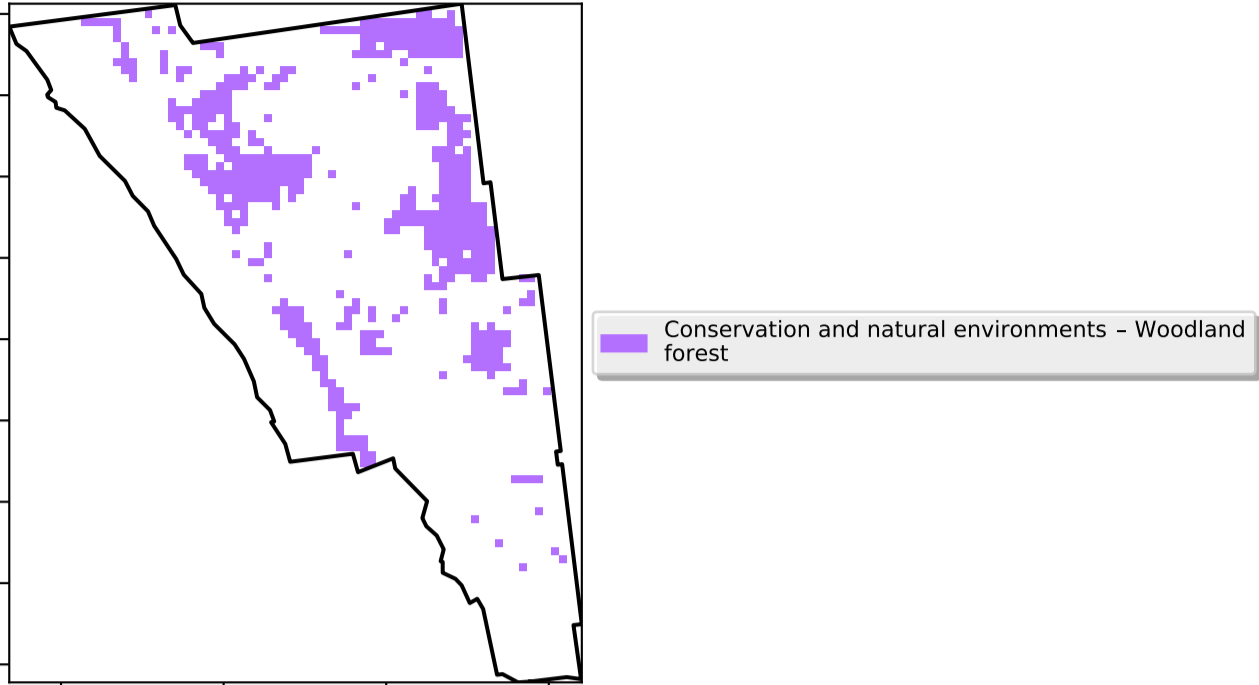 Conservation and natural environments – Woodland
forest